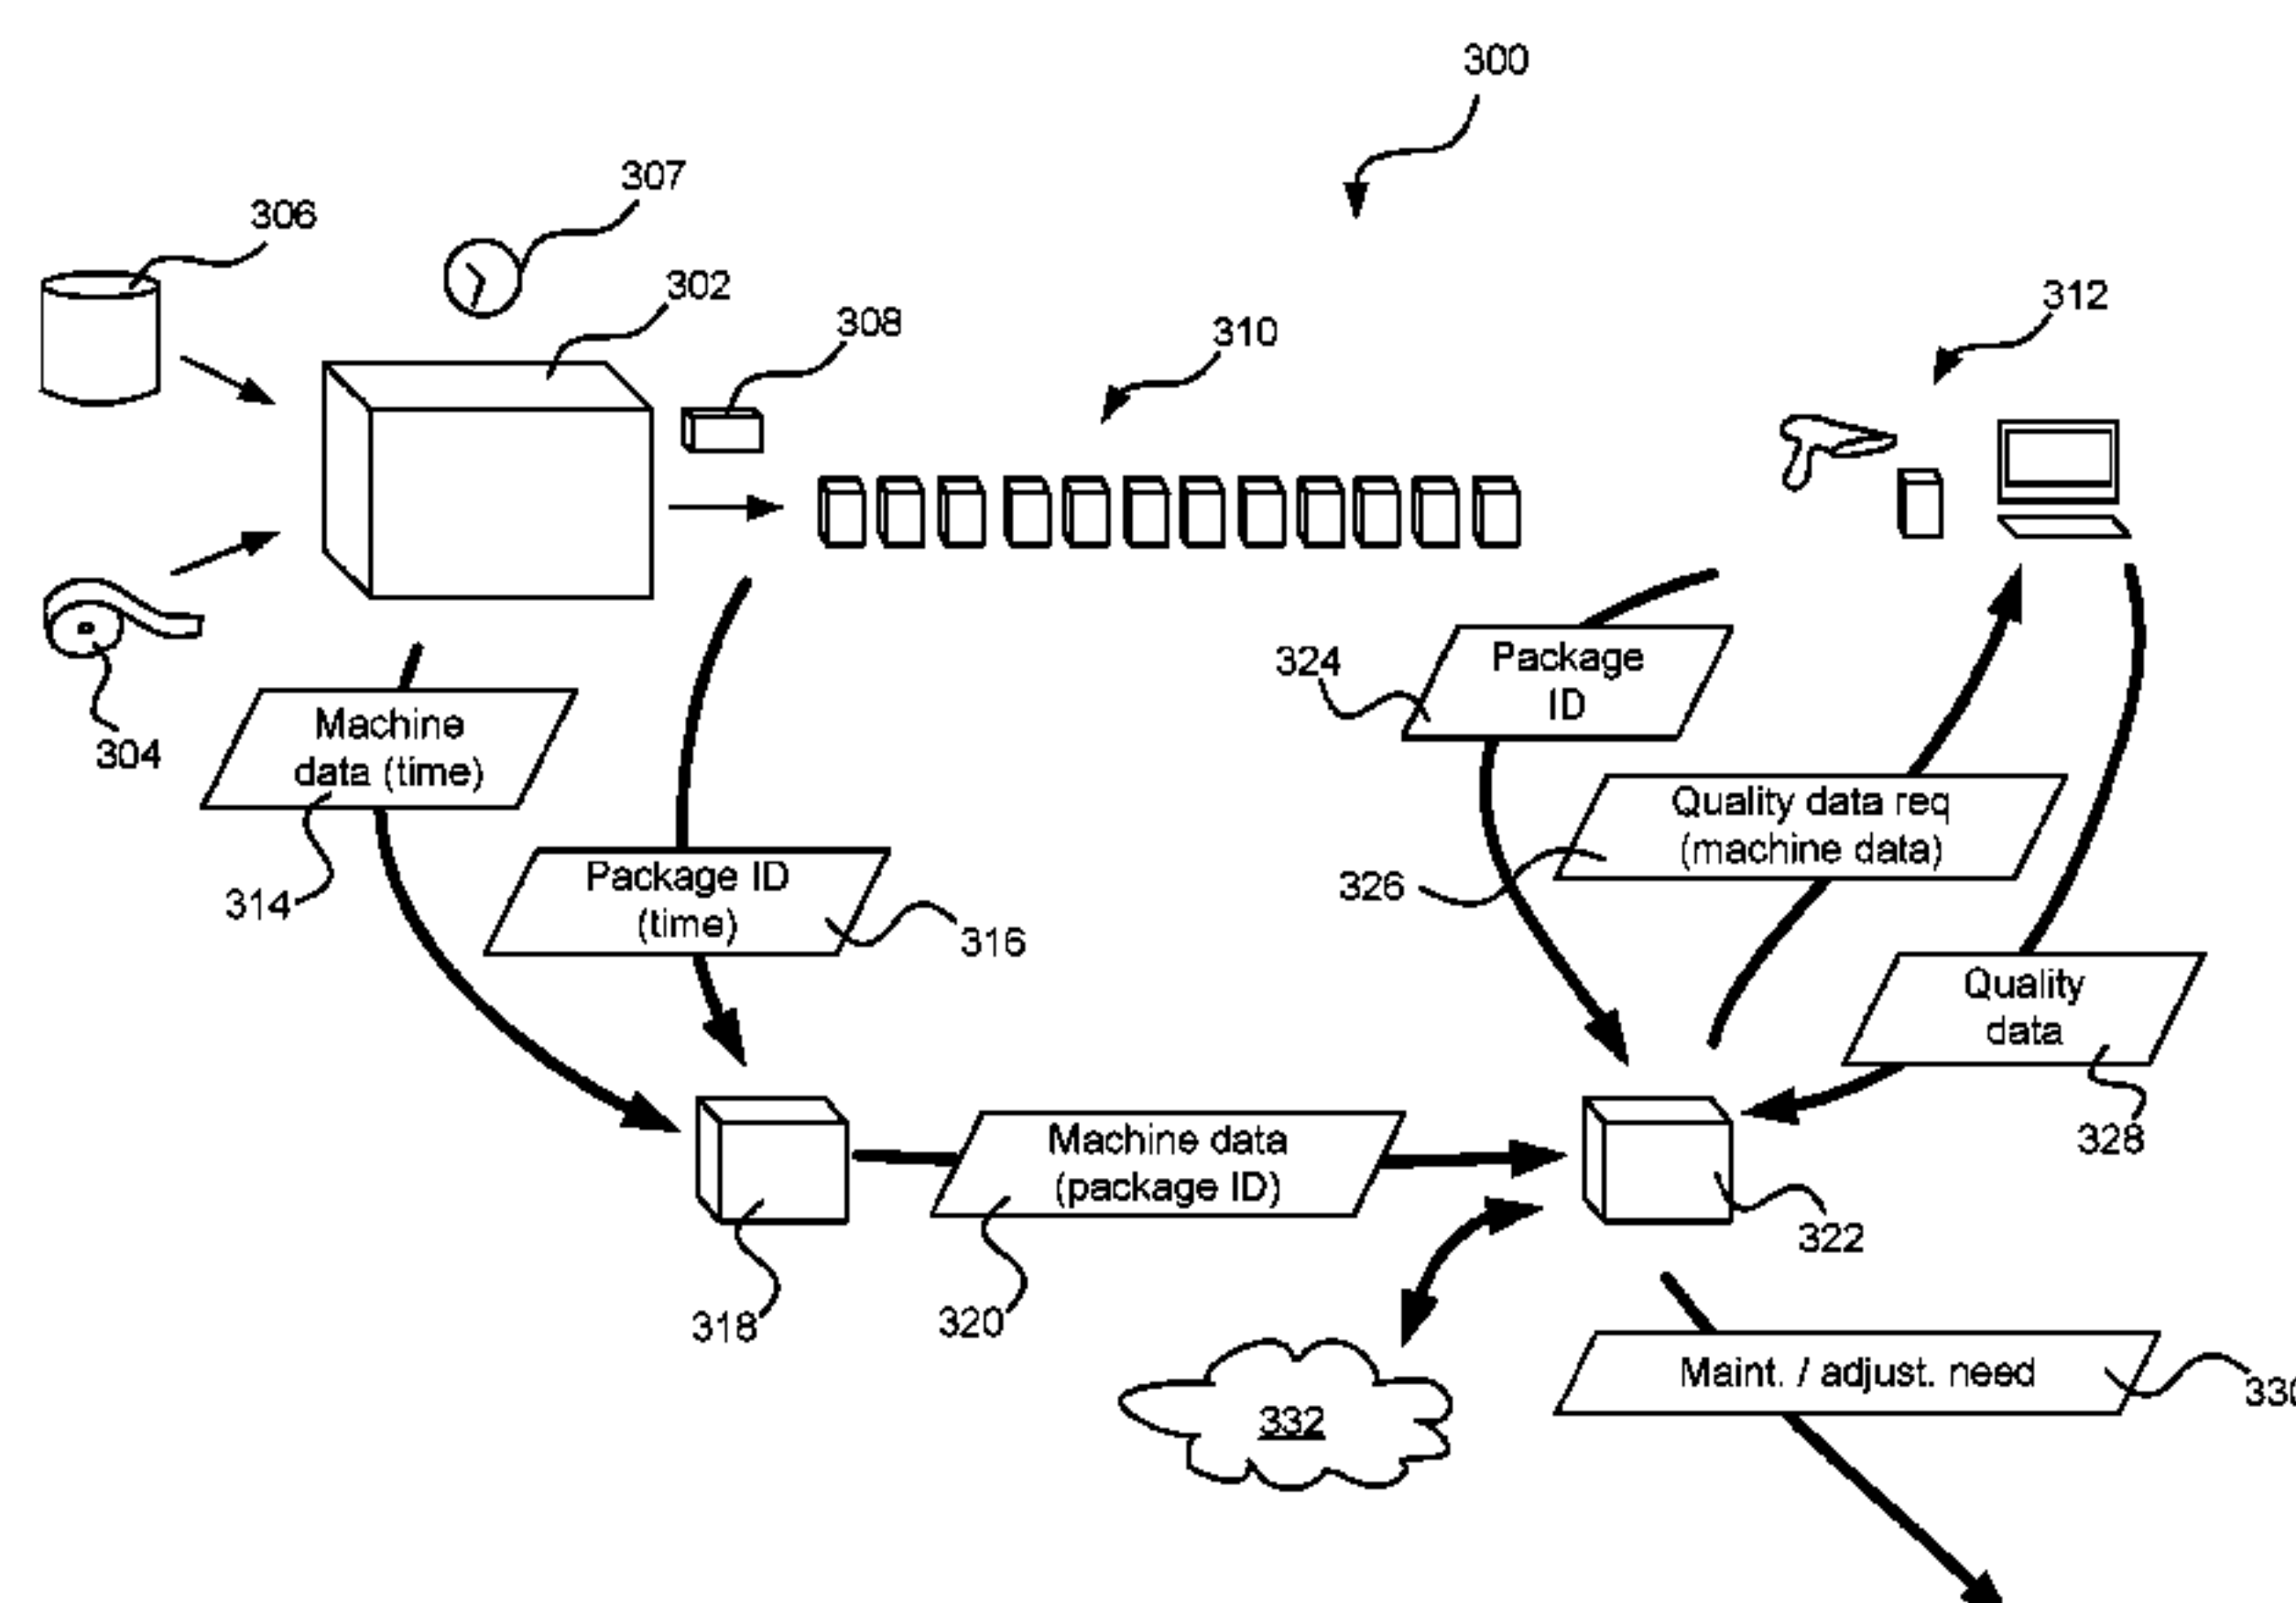 300
307
306
302
312
308
310
324
Package
ID
Machine
data (time)
304
Quality data req
(machine data)
Package ID
(time)
326
314
316
Quality
data
Machine data
(package ID)
328
322
318
320
Maint. / adjust. need
330
332